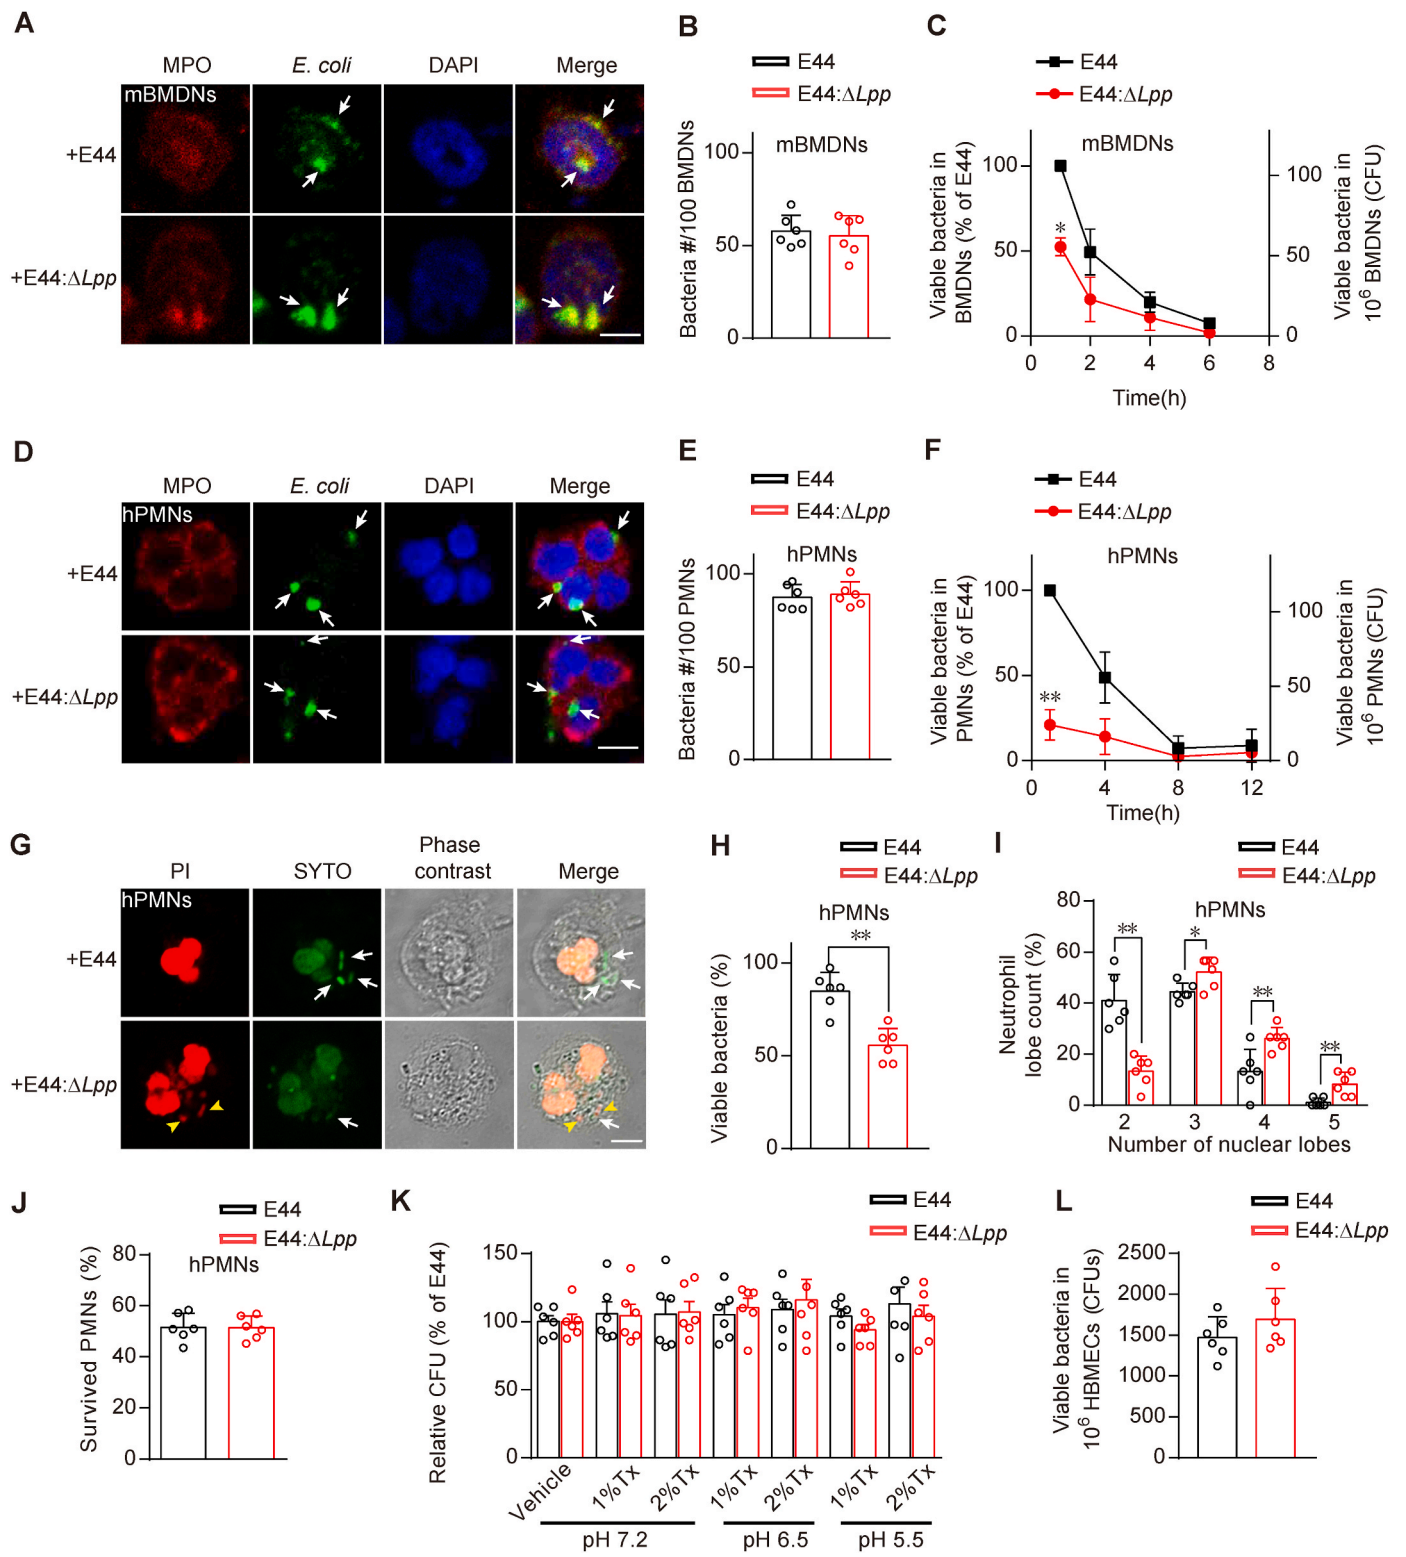 A
MPO E. coli DAPI Merge
mBMDNs
+E44
+E44:ΔLpp
B
E44
E44:ΔLpp
mBMDNs
Bacteria #/100 BMDNs
100
50
0
C
E44
E44:ΔLpp
mBMDNs
Viable bacteria in
BMDNs (% of E44)
100
50
0
*
Viable bacteria in
10⁶ BMDNs (CFU)
100
50
0
0 2 4 6 8
Time(h)
D
MPO E. coli DAPI Merge
hPMNs
+E44
+E44:ΔLpp
E
E44
E44:ΔLpp
hPMNs
Bacteria #/100 PMNs
100
50
0
F
E44
E44:ΔLpp
hPMNs
Viable bacteria in
PMNs (% of E44)
100
50
0
**
Viable bacteria in
10⁶ PMNs (CFU)
100
50
0
0 4 8 12
Time(h)
G
PI SYTO Phase
contrast Merge
hPMNs
+E44
+E44:ΔLpp
H
E44
E44:ΔLpp
hPMNs
**
Viable bacteria (%)
100
50
0
I
E44
E44:ΔLpp
hPMNs
Neutrophil
lobe count (%)
80
60
40
20
0
** * ** **
2 3 4 5
Number of nuclear lobes
J
E44
E44:ΔLpp
hPMNs
Survived PMNs (%)
80
60
40
20
0
K
E44
E44:ΔLpp
Relative CFU (% of E44)
150
100
50
0
Vehicle 1%Tx 2%Tx 1%Tx 2%Tx 1%Tx 2%Tx
pH 7.2 pH 6.5 pH 5.5
L
E44
E44:ΔLpp
Viable bacteria in
10⁶ HBMECs (CFUs)
2500
2000
1500
1000
500
0